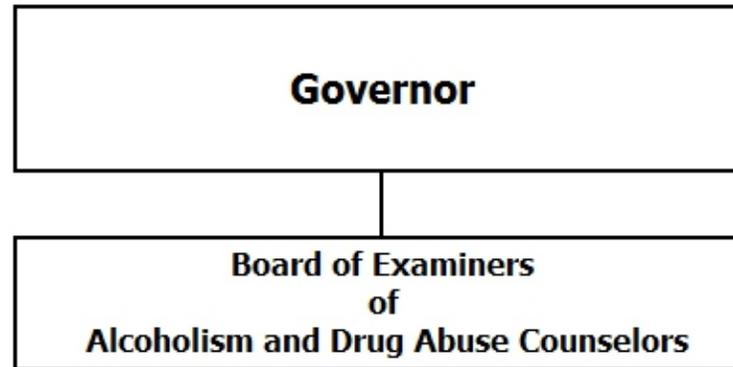 Governor
Board of Examiners
of
Alcoholism and Drug Abuse Counselors